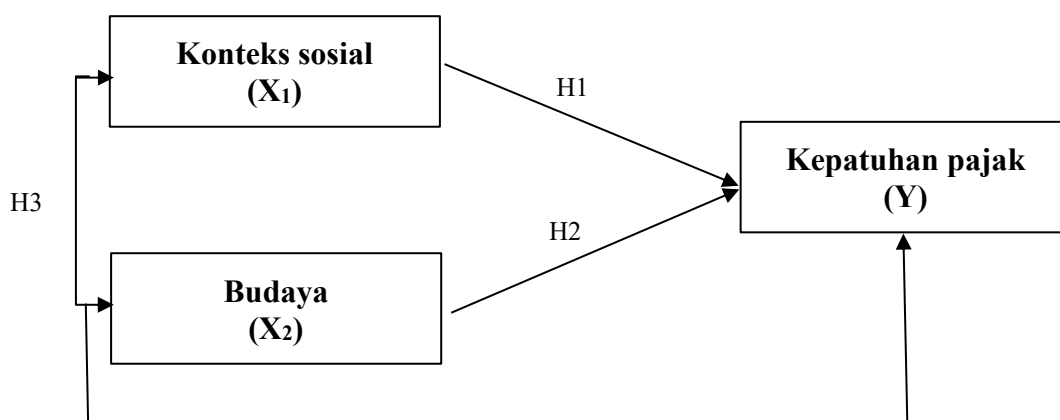 Konteks sosial
(X₁)
H1
Kepatuhan pajak
(Y)
H3
H2
Budaya
(X₂)